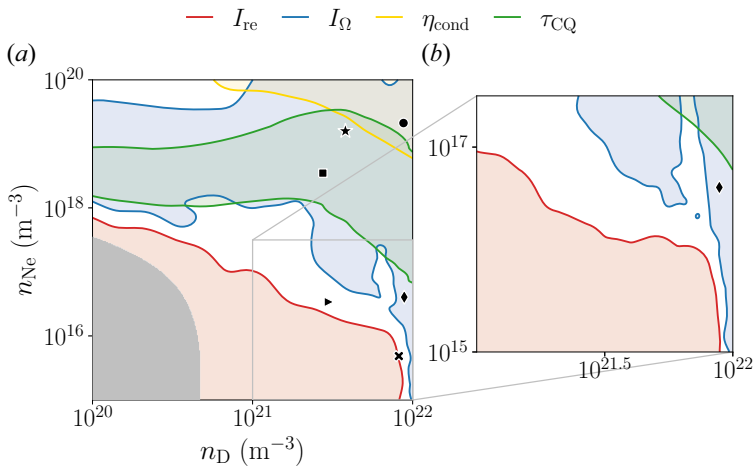 I_re I_Ω η_cond τ_CQ
(a) (b)
10^20
10^18
10^16
n_Ne (m^−3)
10^20 10^21 10^22
n_D (m^−3)
10^17
10^15
10^21.5 10^22